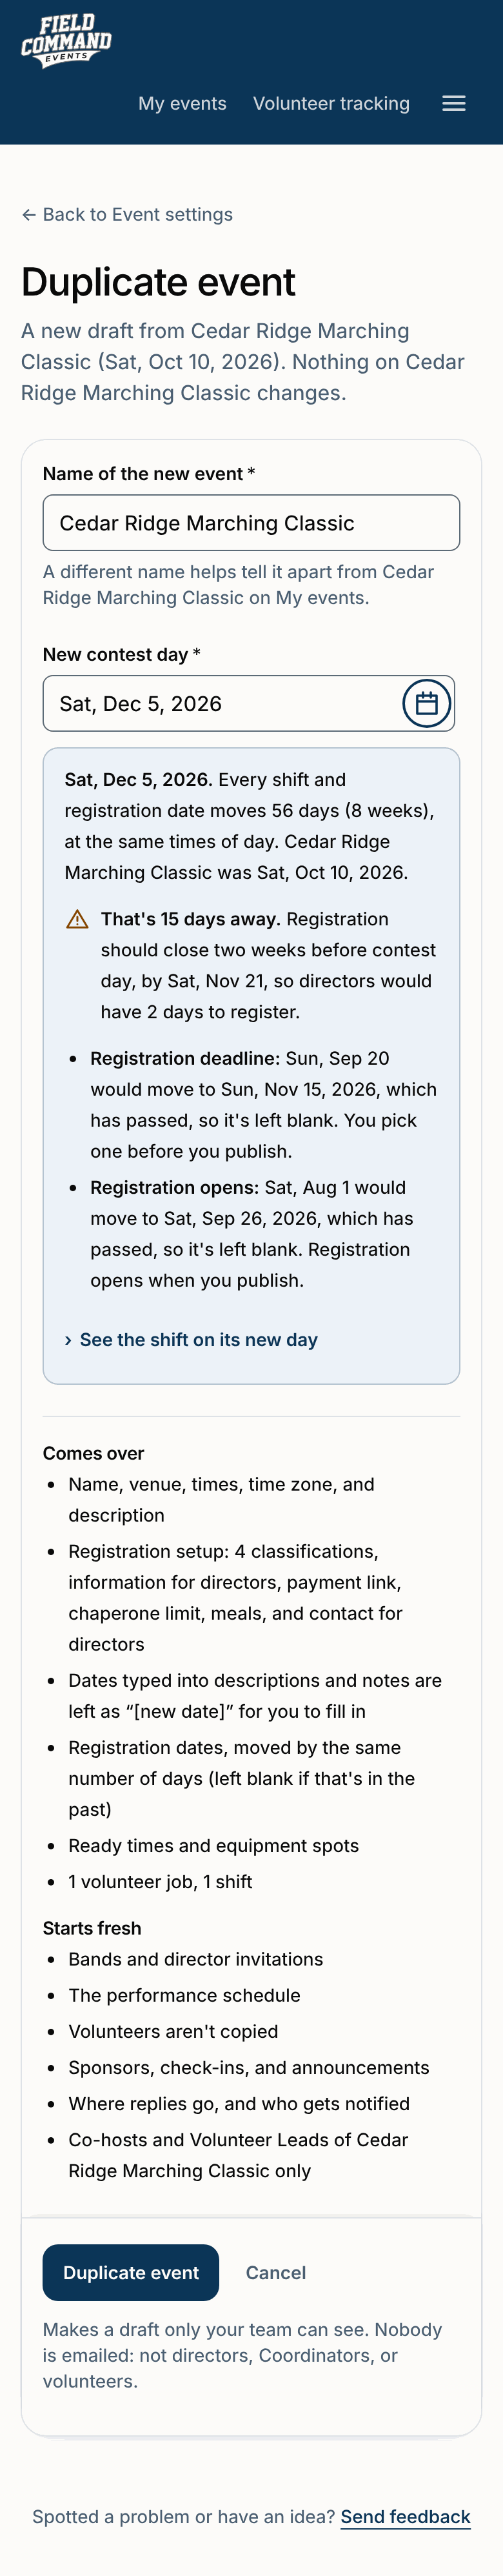 FIELD
COMMAND
EVENTS
My events
Volunteer tracking
← Back to Event settings
Duplicate event
A new draft from Cedar Ridge Marching
Classic (Sat, Oct 10, 2026). Nothing on Cedar
Ridge Marching Classic changes.
Name of the new event *
Cedar Ridge Marching Classic
A different name helps tell it apart from Cedar
Ridge Marching Classic on My events.
New contest day *
Sat, Dec 5, 2026
Sat, Dec 5, 2026. Every shift and
registration date moves 56 days (8 weeks),
at the same times of day. Cedar Ridge
Marching Classic was Sat, Oct 10, 2026.
That's 15 days away. Registration
should close two weeks before contest
day, by Sat, Nov 21, so directors would
have 2 days to register.
• Registration deadline: Sun, Sep 20
would move to Sun, Nov 15, 2026, which
has passed, so it's left blank. You pick
one before you publish.
• Registration opens: Sat, Aug 1 would
move to Sat, Sep 26, 2026, which has
passed, so it's left blank. Registration
opens when you publish.
› See the shift on its new day
Comes over
• Name, venue, times, time zone, and
description
• Registration setup: 4 classifications,
information for directors, payment link,
chaperone limit, meals, and contact for
directors
• Dates typed into descriptions and notes are
left as “[new date]” for you to fill in
• Registration dates, moved by the same
number of days (left blank if that's in the
past)
• Ready times and equipment spots
• 1 volunteer job, 1 shift
Starts fresh
• Bands and director invitations
• The performance schedule
• Volunteers aren't copied
• Sponsors, check-ins, and announcements
• Where replies go, and who gets notified
• Co-hosts and Volunteer Leads of Cedar
Ridge Marching Classic only
Duplicate event
Cancel
Makes a draft only your team can see. Nobody
is emailed: not directors, Coordinators, or
volunteers.
Spotted a problem or have an idea? Send feedback